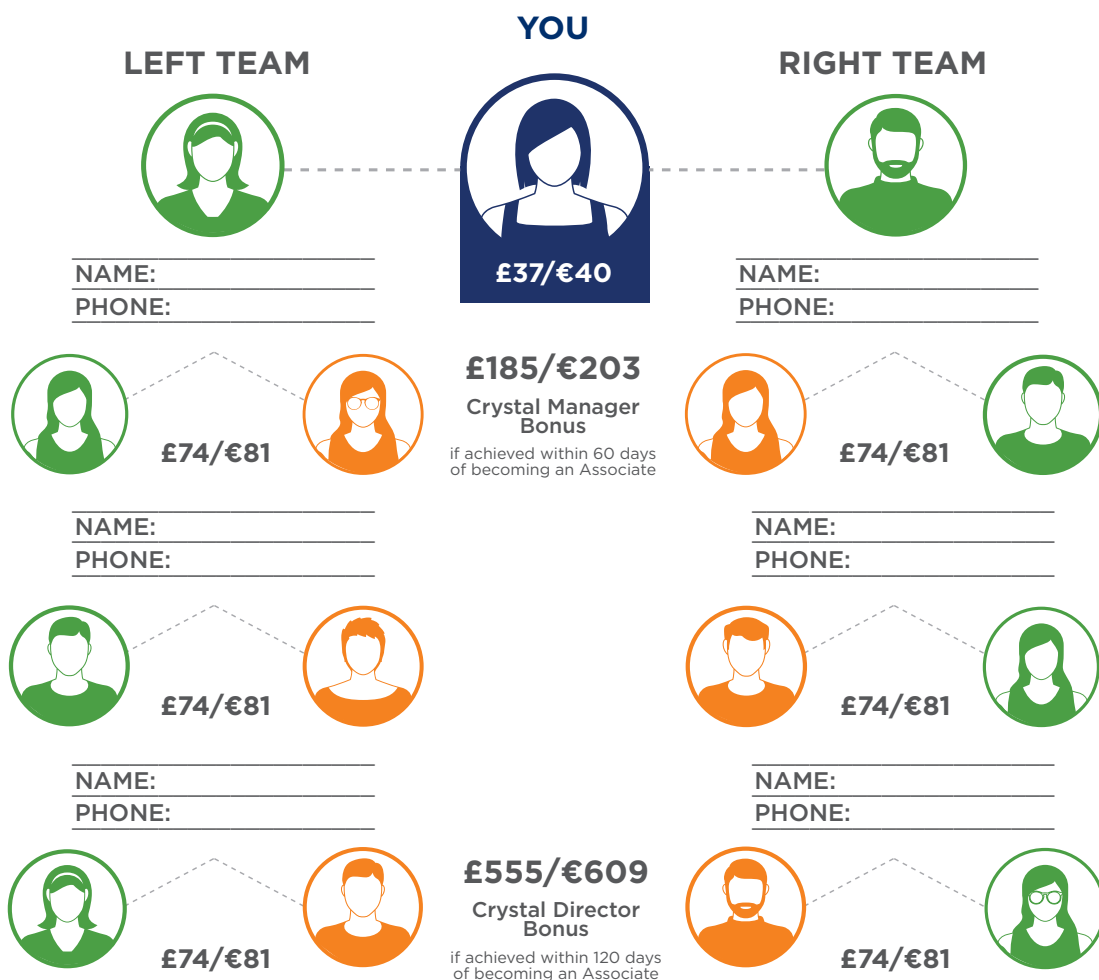 YOU
LEFT TEAM
RIGHT TEAM
£37/€40
NAME:
PHONE:
NAME:
PHONE:
£74/€81
£185/€203
Crystal Manager
Bonus
if achieved within 60 days
of becoming an Associate
£74/€81
NAME:
PHONE:
NAME:
PHONE:
£74/€81
£74/€81
NAME:
PHONE:
NAME:
PHONE:
£74/€81
£555/€609
Crystal Director
Bonus
if achieved within 120 days
of becoming an Associate
£74/€81